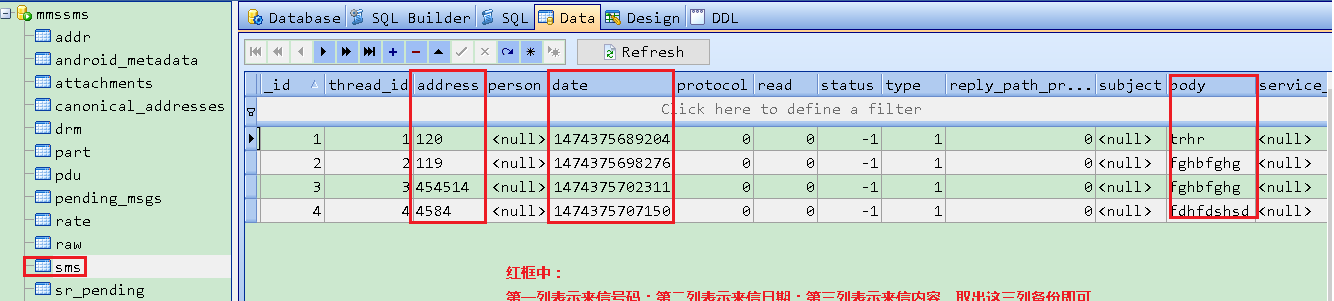 mmssms
addr
android_metadata
attachments
canonical_addresses
drm
part
pdu
pending_msgs
rate
raw
sms
sr_pending
Database SQL Builder SQL Data Design DDL
Refresh
_id thread_id address person date protocol read status type reply_path_pr... subject body service_
Click here to define a filter
1 1 120 <null> 1474375689204 0 0 -1 1 0 <null> trhr <null>
2 2 119 <null> 1474375698276 0 0 -1 1 0 <null> fghbfghg <null>
3 3 454514 <null> 1474375702311 0 0 -1 1 0 <null> fghbfghg <null>
4 4 4584 <null> 1474375707150 0 0 -1 1 0 <null> fdhfdshsd <null>
红框中：
第一列表示来信号码；第二列表示来信日期；第三列表示来信内容，取出这三列备份即可